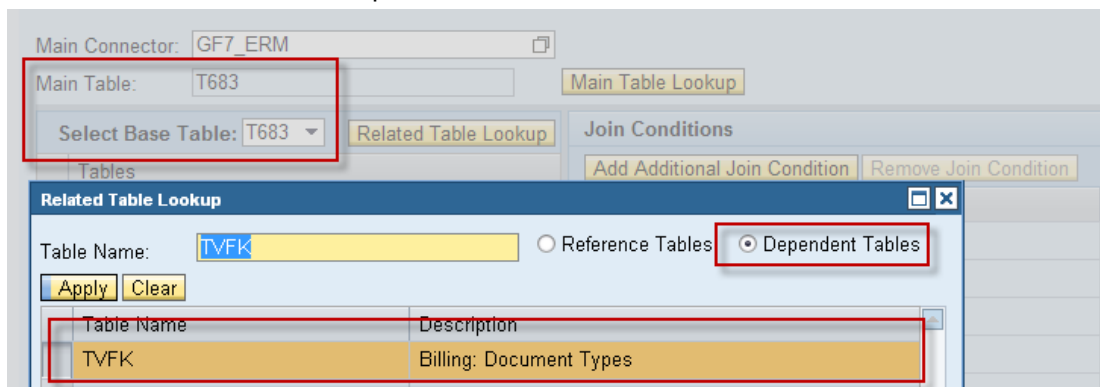 Main Connector: GF7_ERM
Main Table: T683 Main Table Lookup
Select Base Table: T683 Related Table Lookup Join Conditions
Tables Add Additional Join Condition Remove Join Condition
Related Table Lookup
Table Name: TVFK Reference Tables Dependent Tables
Apply Clear
Table Name Description
TVFK Billing: Document Types